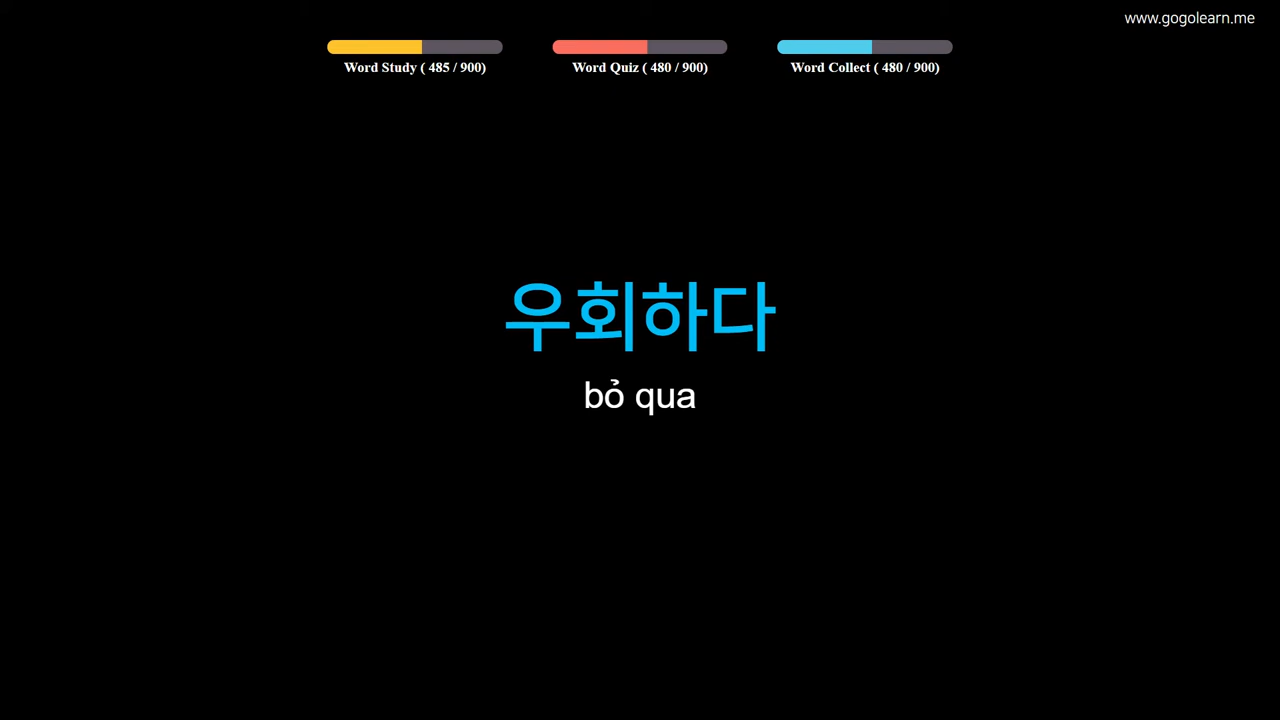 www.gogolearn.me
Word Study ( 485 / 900)
Word Quiz ( 480 / 900)
Word Collect ( 480 / 900)
우회하다
bỏ qua